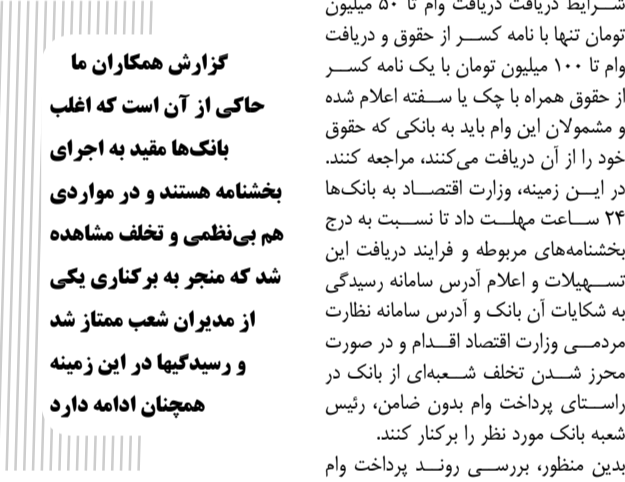 شرایط دریافت دریافت وام تا ۵۰ میلیون
تومان تنها با نامه کسر از حقوق و دریافت
وام تا ۱۰۰ میلیون تومان با یک نامه کسر
از حقوق همراه با چک یا سفته اعلام شده
و مشمولان این وام باید به بانکی که حقوق
خود را از آن دریافت می‌کنند، مراجعه کنند.
در این زمینه، وزارت اقتصاد به بانک‌ها
۲۴ ساعت مهلت داد تا نسبت به درج
بخشنامه‌های مربوطه و فرایند دریافت این
تسهیلات و اعلام آدرس سامانه رسیدگی
به شکایات آن بانک و آدرس سامانه نظارت
مردمی وزارت اقتصاد اقدام و در صورت
محرز شدن تخلف شعبه‌ای از بانک در
راستای پرداخت وام بدون ضامن، رئیس
شعبه بانک مورد نظر را برکنار کنند.
بدین منظور، بررسی روند پرداخت وام
گزارش همکاران ما
حاکی از آن است که اغلب
بانک‌ها مقید به اجرای
بخشنامه هستند و در مواردی
هم بی‌نظمی و تخلف مشاهده
شد که منجر به برکناری یکی
از مدیران شعب ممتاز شد
و رسیدگیها در این زمینه
همچنان ادامه دارد